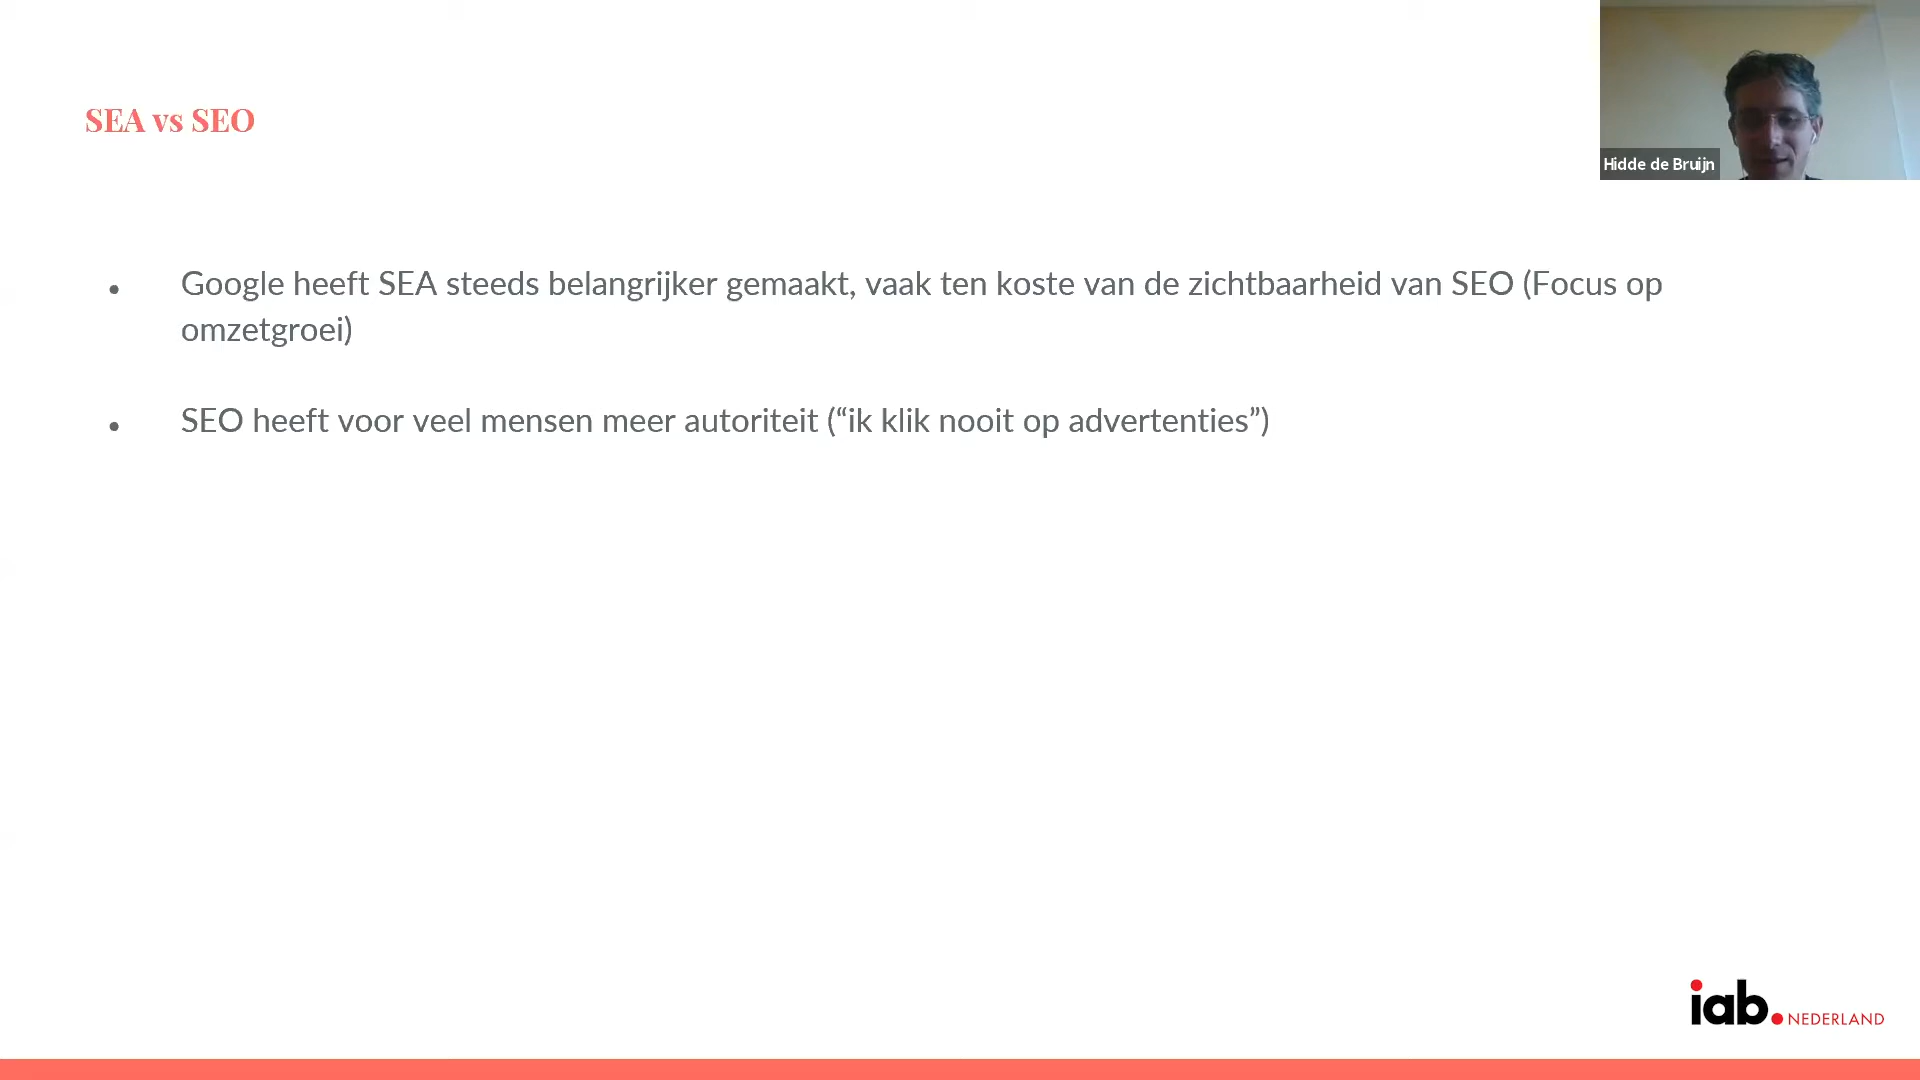 SEA vs SEO
Hidde de Bruijn
• Google heeft SEA steeds belangrijker gemaakt, vaak ten koste van de zichtbaarheid van SEO (Focus op
omzetgroei)
• SEO heeft voor veel mensen meer autoriteit (“ik klik nooit op advertenties”)
iab.NEDERLAND